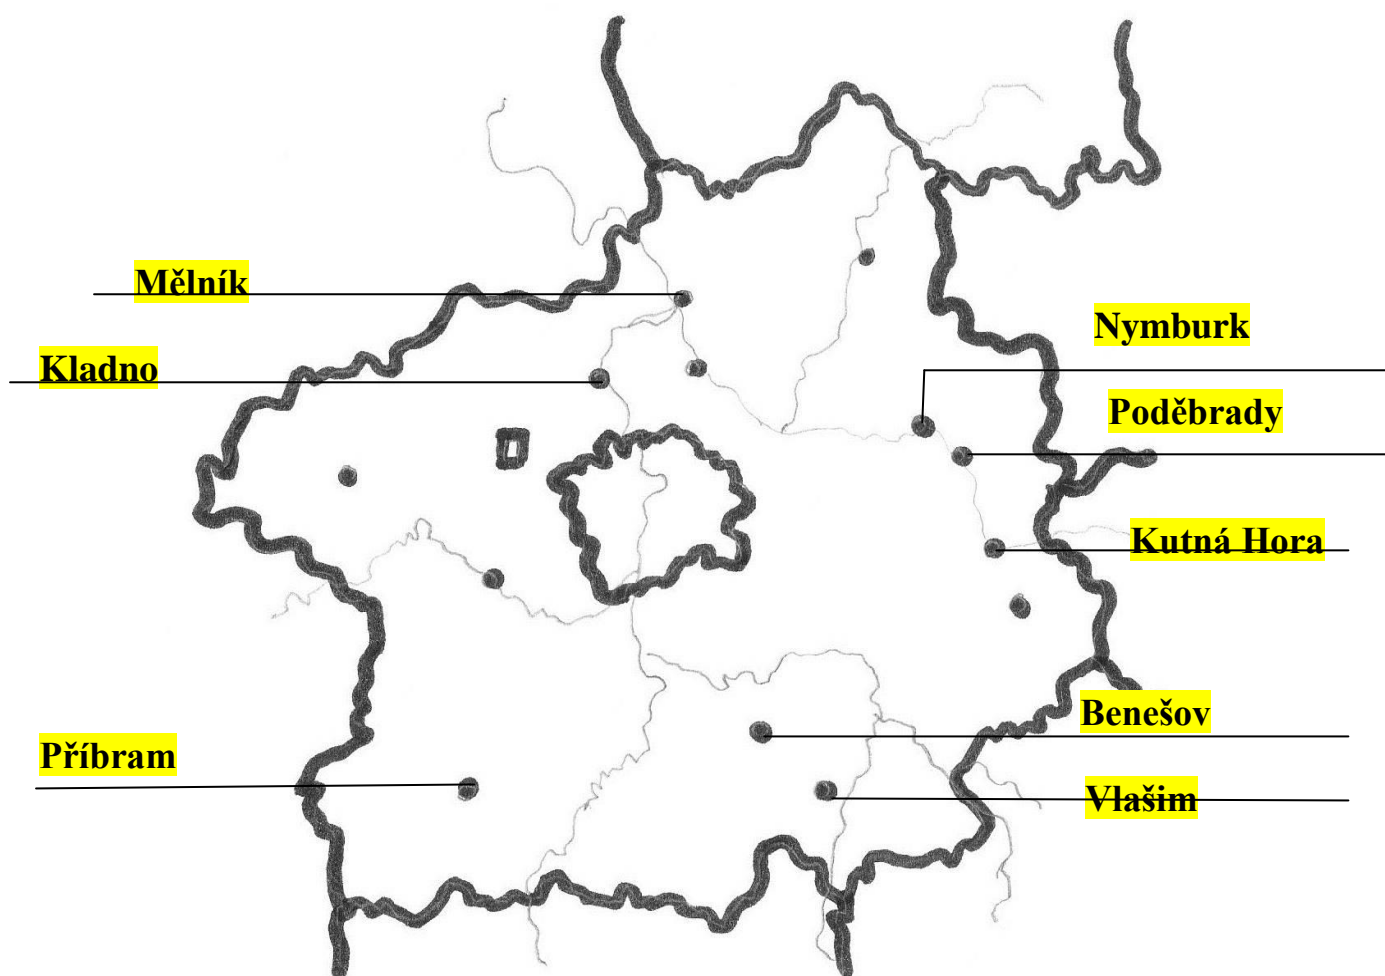 Mělník
Nymburk
Kladno
Poděbrady
Kutná Hora
Benešov
Příbram
Vlašim